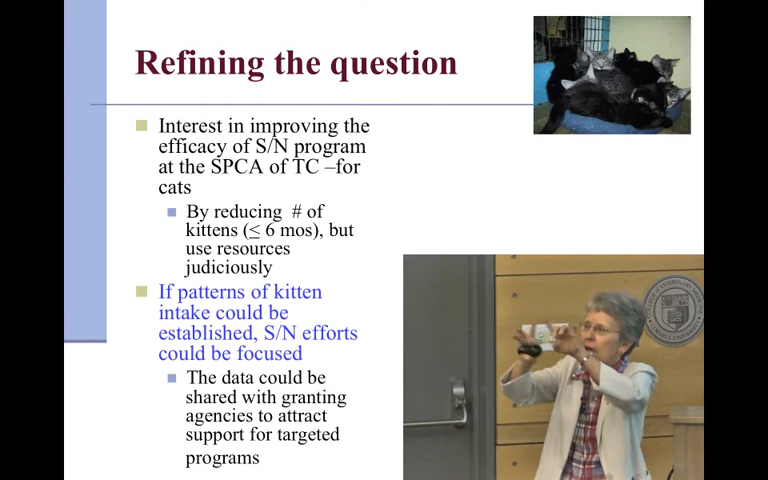 Refining the question
Interest in improving the
efficacy of S/N program
at the SPCA of TC –for
cats
By reducing # of
kittens (≤ 6 mos), but
use resources
judiciously
If patterns of kitten
intake could be
established, S/N efforts
could be focused
The data could be
shared with granting
agencies to attract
support for targeted
programs